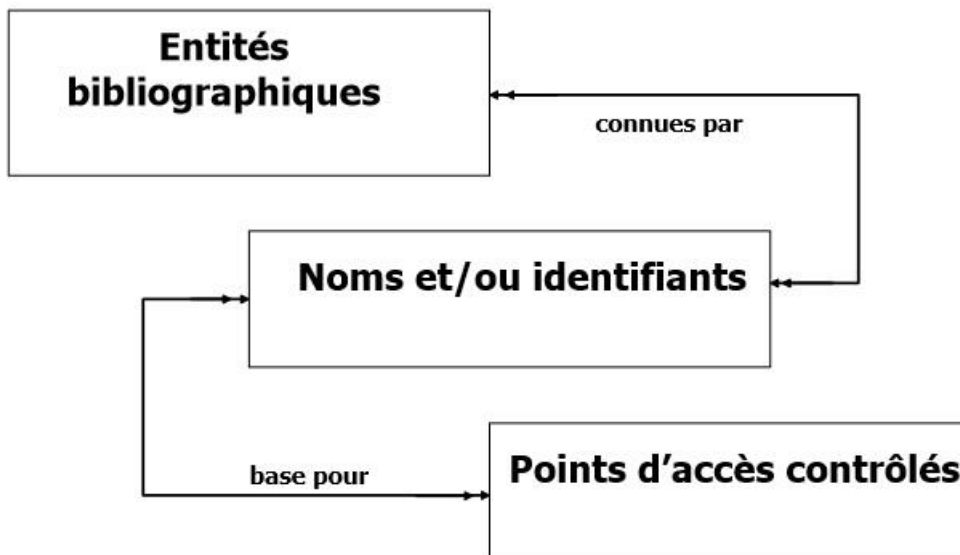 Entités
bibliographiques
connues par
Noms et/ou identifiants
base pour
Points d’accès contrôlés